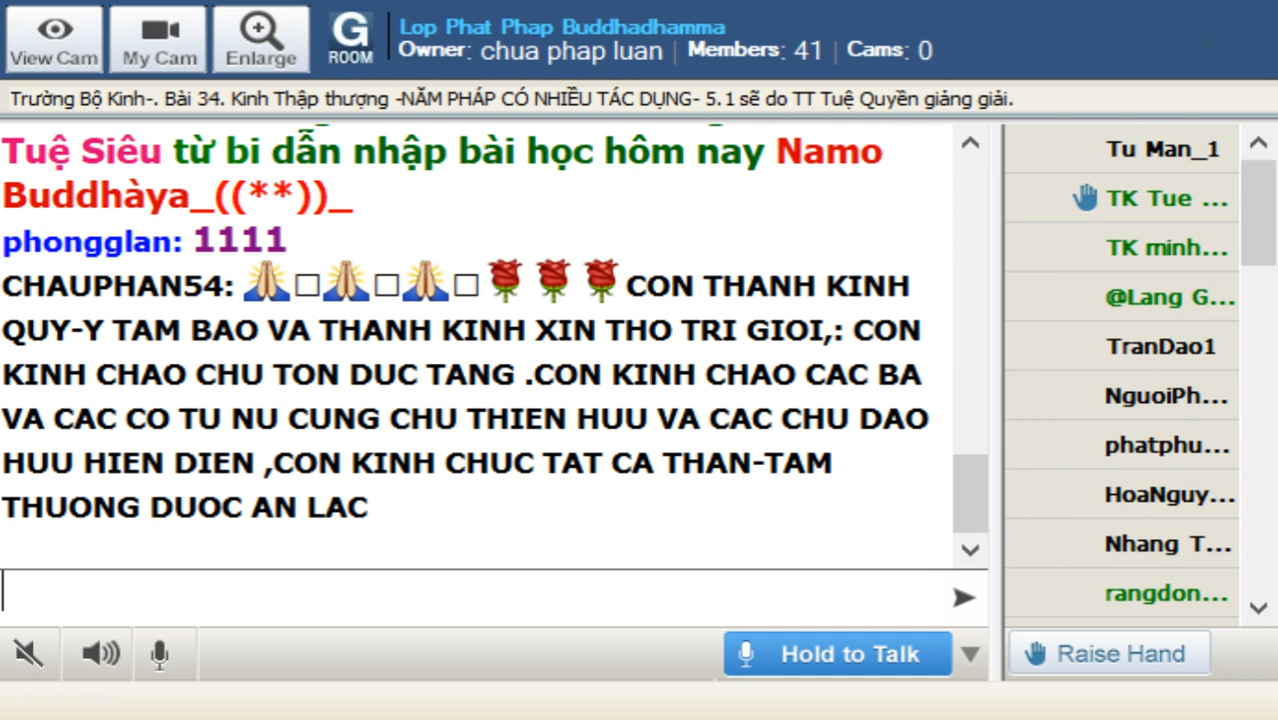 View Cam
My Cam
Enlarge
G
ROOM
Lop Phat Phap Buddhadhamma
Owner: chua phap luan | Members: 41 | Cams: 0
Trường Bộ Kinh-. Bài 34. Kinh Thập thượng -NĂM PHÁP CÓ NHIỀU TÁC DỤNG- 5.1 sẽ do TT Tuệ Quyền giảng giải.
Tuệ Siêu từ bi dẫn nhập bài học hôm nay Namo
Buddhàya_((**))_
phongglan: 1111
CHAUPHAN54: 🙏□🙏□🙏□🌹🌹🌹CON THANH KINH
QUY-Y TAM BAO VA THANH KINH XIN THO TRI GIOI,: CON
KINH CHAO CHU TON DUC TANG .CON KINH CHAO CAC BA
VA CAC CO TU NU CUNG CHU THIEN HUU VA CAC CHU DAO
HUU HIEN DIEN ,CON KINH CHUC TAT CA THAN-TAM
THUONG DUOC AN LAC
Tu Man_1
TK Tue ...
TK minh...
@Lang G...
TranDao1
NguoiPh...
phatphu...
HoaNguy...
Nhang T...
rangdon...
Hold to Talk
Raise Hand